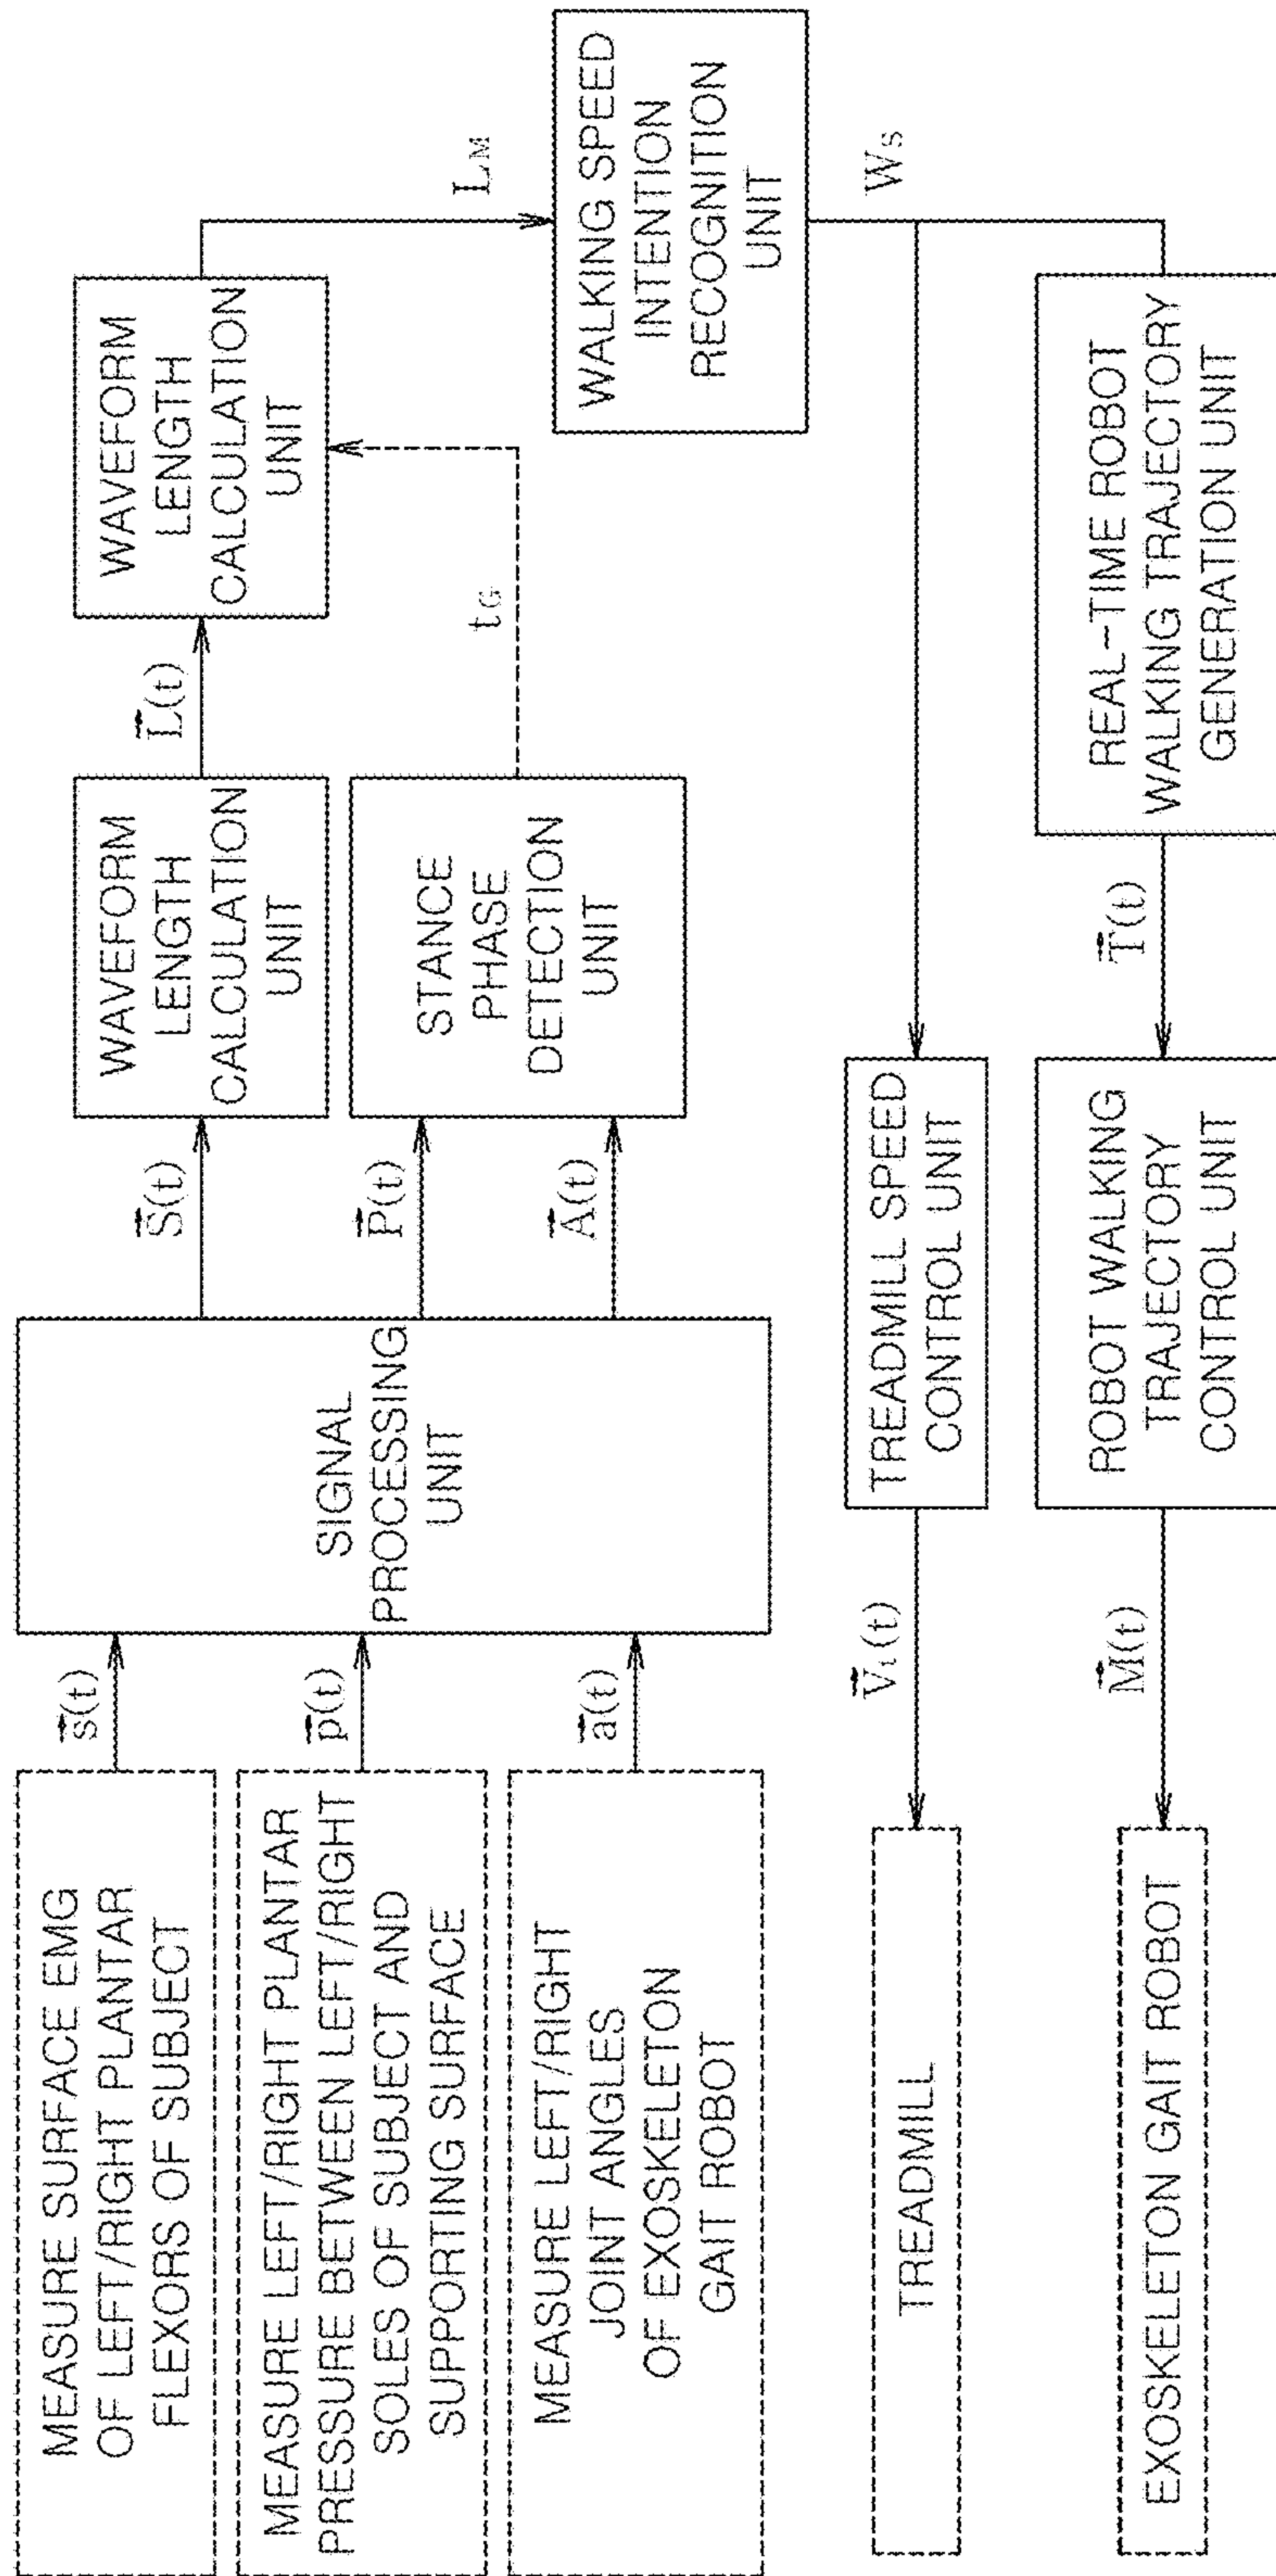 MEASURE SURFACE EMG
OF LEFT/RIGHT PLANTAR
FLEXORS OF SUBJECT
s⃗(t)
MEASURE LEFT/RIGHT PLANTAR
PRESSURE BETWEEN LEFT/RIGHT
SOLES OF SUBJECT AND
SUPPORTING SURFACE
p⃗(t)
MEASURE LEFT/RIGHT
JOINT ANGLES
OF EXOSKELETON
GAIT ROBOT
a⃗(t)
SIGNAL
PROCESSING
UNIT
S⃗(t)
P⃗(t)
A⃗(t)
WAVEFORM
LENGTH
CALCULATION
UNIT
L⃗(t)
STANCE
PHASE
DETECTION
UNIT
tG
WAVEFORM
LENGTH
CALCULATION
UNIT
LM
WALKING SPEED
INTENTION
RECOGNITION
UNIT
WS
TREADMILL SPEED
CONTROL UNIT
V⃗t(t)
TREADMILL
REAL-TIME ROBOT
WALKING TRAJECTORY
GENERATION UNIT
T⃗(t)
ROBOT WALKING
TRAJECTORY
CONTROL UNIT
M⃗(t)
EXOSKELETON GAIT ROBOT